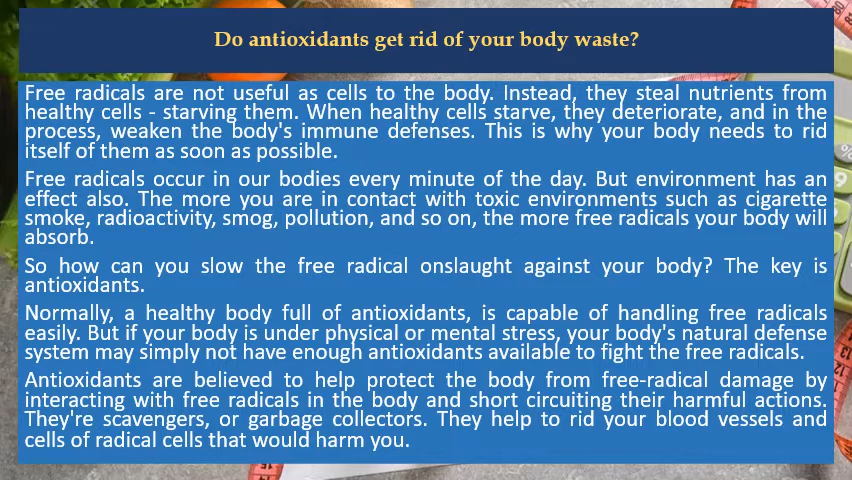 Do antioxidants get rid of your body waste?
Free radicals are not useful as cells to the body. Instead, they steal nutrients from
healthy cells - starving them. When healthy cells starve, they deteriorate, and in the
process, weaken the body's immune defenses. This is why your body needs to rid
itself of them as soon as possible.
Free radicals occur in our bodies every minute of the day. But environment has an
effect also. The more you are in contact with toxic environments such as cigarette
smoke, radioactivity, smog, pollution, and so on, the more free radicals your body will
absorb.
So how can you slow the free radical onslaught against your body? The key is
antioxidants.
Normally, a healthy body full of antioxidants, is capable of handling free radicals
easily. But if your body is under physical or mental stress, your body's natural defense
system may simply not have enough antioxidants available to fight the free radicals.
Antioxidants are believed to help protect the body from free-radical damage by
interacting with free radicals in the body and short circuiting their harmful actions.
They're scavengers, or garbage collectors. They help to rid your blood vessels and
cells of radical cells that would harm you.